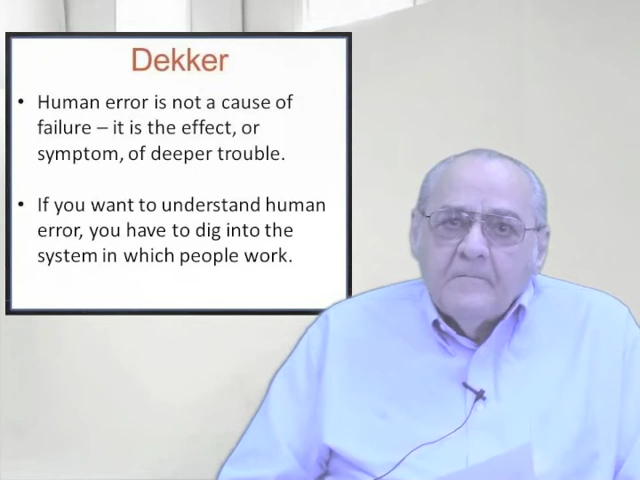 Dekker
• Human error is not a cause of
failure – it is the effect, or
symptom, of deeper trouble.
• If you want to understand human
error, you have to dig into the
system in which people work.